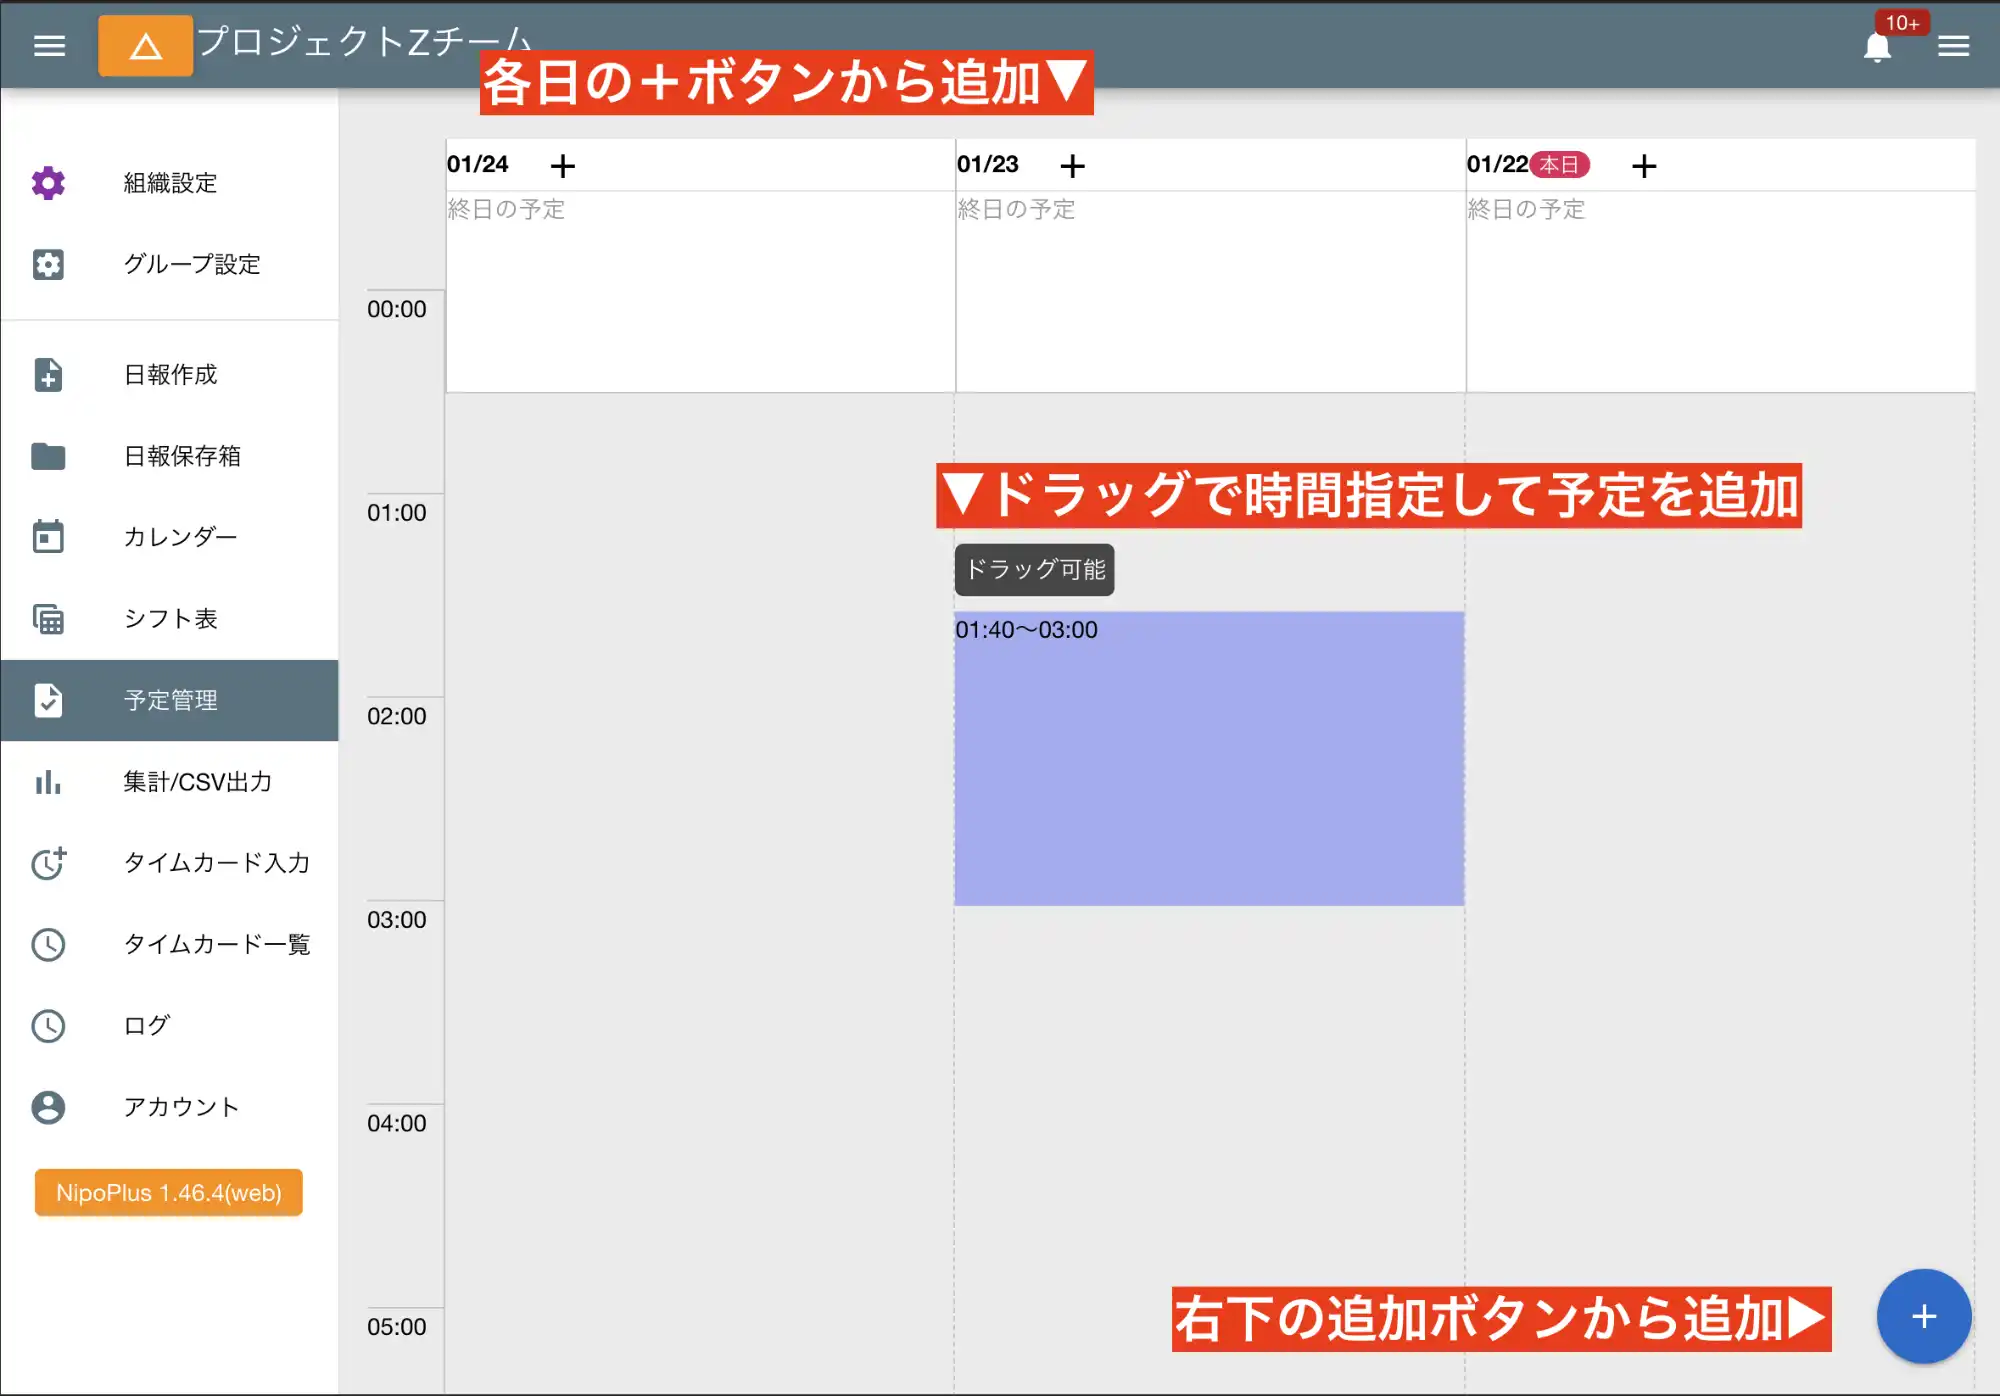 プロジェクトZチーム
10+
各日の＋ボタンから追加▼
組織設定
グループ設定
日報作成
日報保存箱
カレンダー
シフト表
予定管理
集計/CSV出力
タイムカード入力
タイムカード一覧
ログ
アカウント
NipoPlus 1.46.4(web)
01/24 +
01/23 +
01/22 本日 +
終日の予定
終日の予定
終日の予定
00:00
01:00
▼ドラッグで時間指定して予定を追加
ドラッグ可能
01:40〜03:00
02:00
03:00
04:00
05:00
右下の追加ボタンから追加▶
+